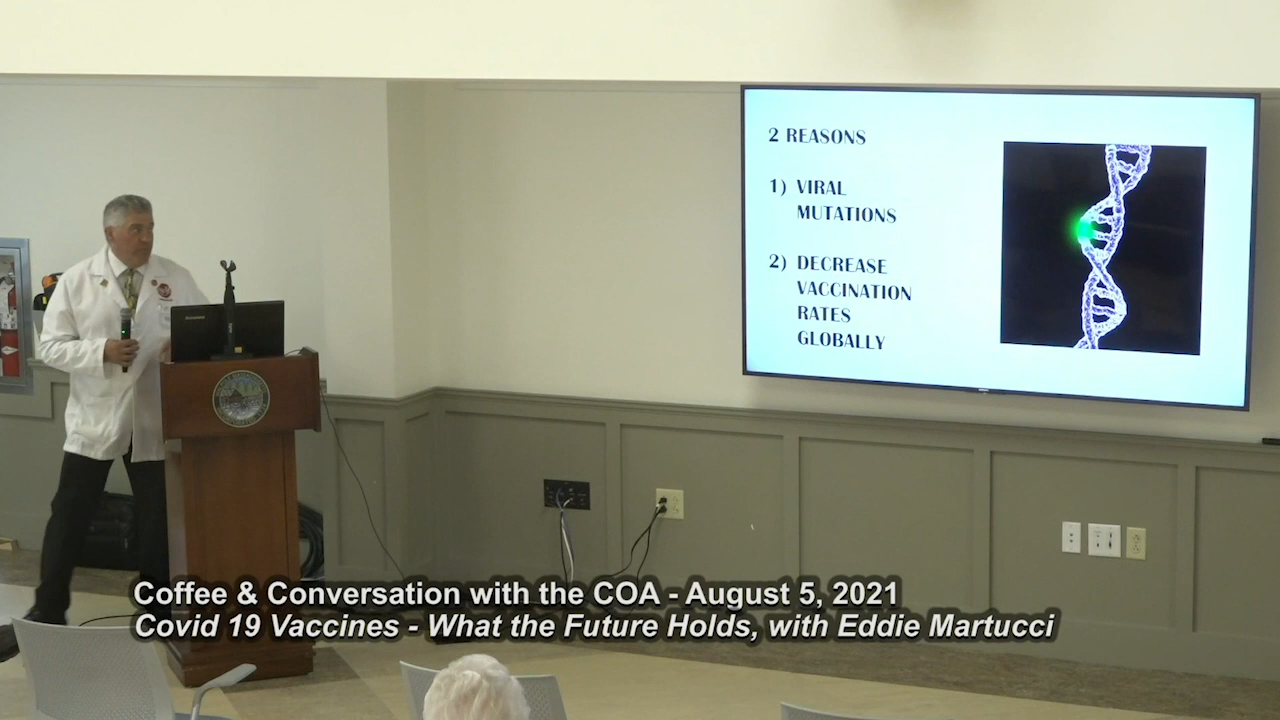 2 REASONS
1) VIRAL
MUTATIONS
2) DECREASE
VACCINATION
RATES
GLOBALLY
Coffee & Conversation with the COA - August 5, 2021
Covid 19 Vaccines - What the Future Holds, with Eddie Martucci